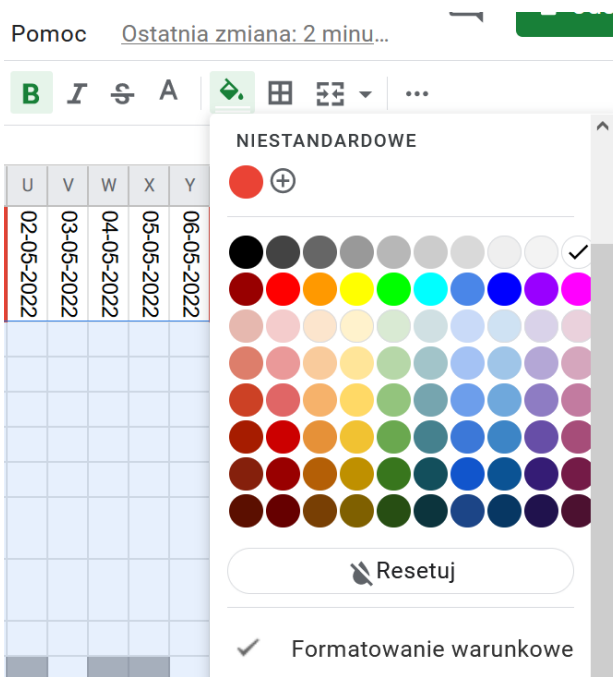 Pomoc Ostatnia zmiana: 2 minu...
B I S A
NIESTANDARDOWE
U V W X Y
02-05-2022 03-05-2022 04-05-2022 05-05-2022 06-05-2022
Resetuj
Formatowanie warunkowe